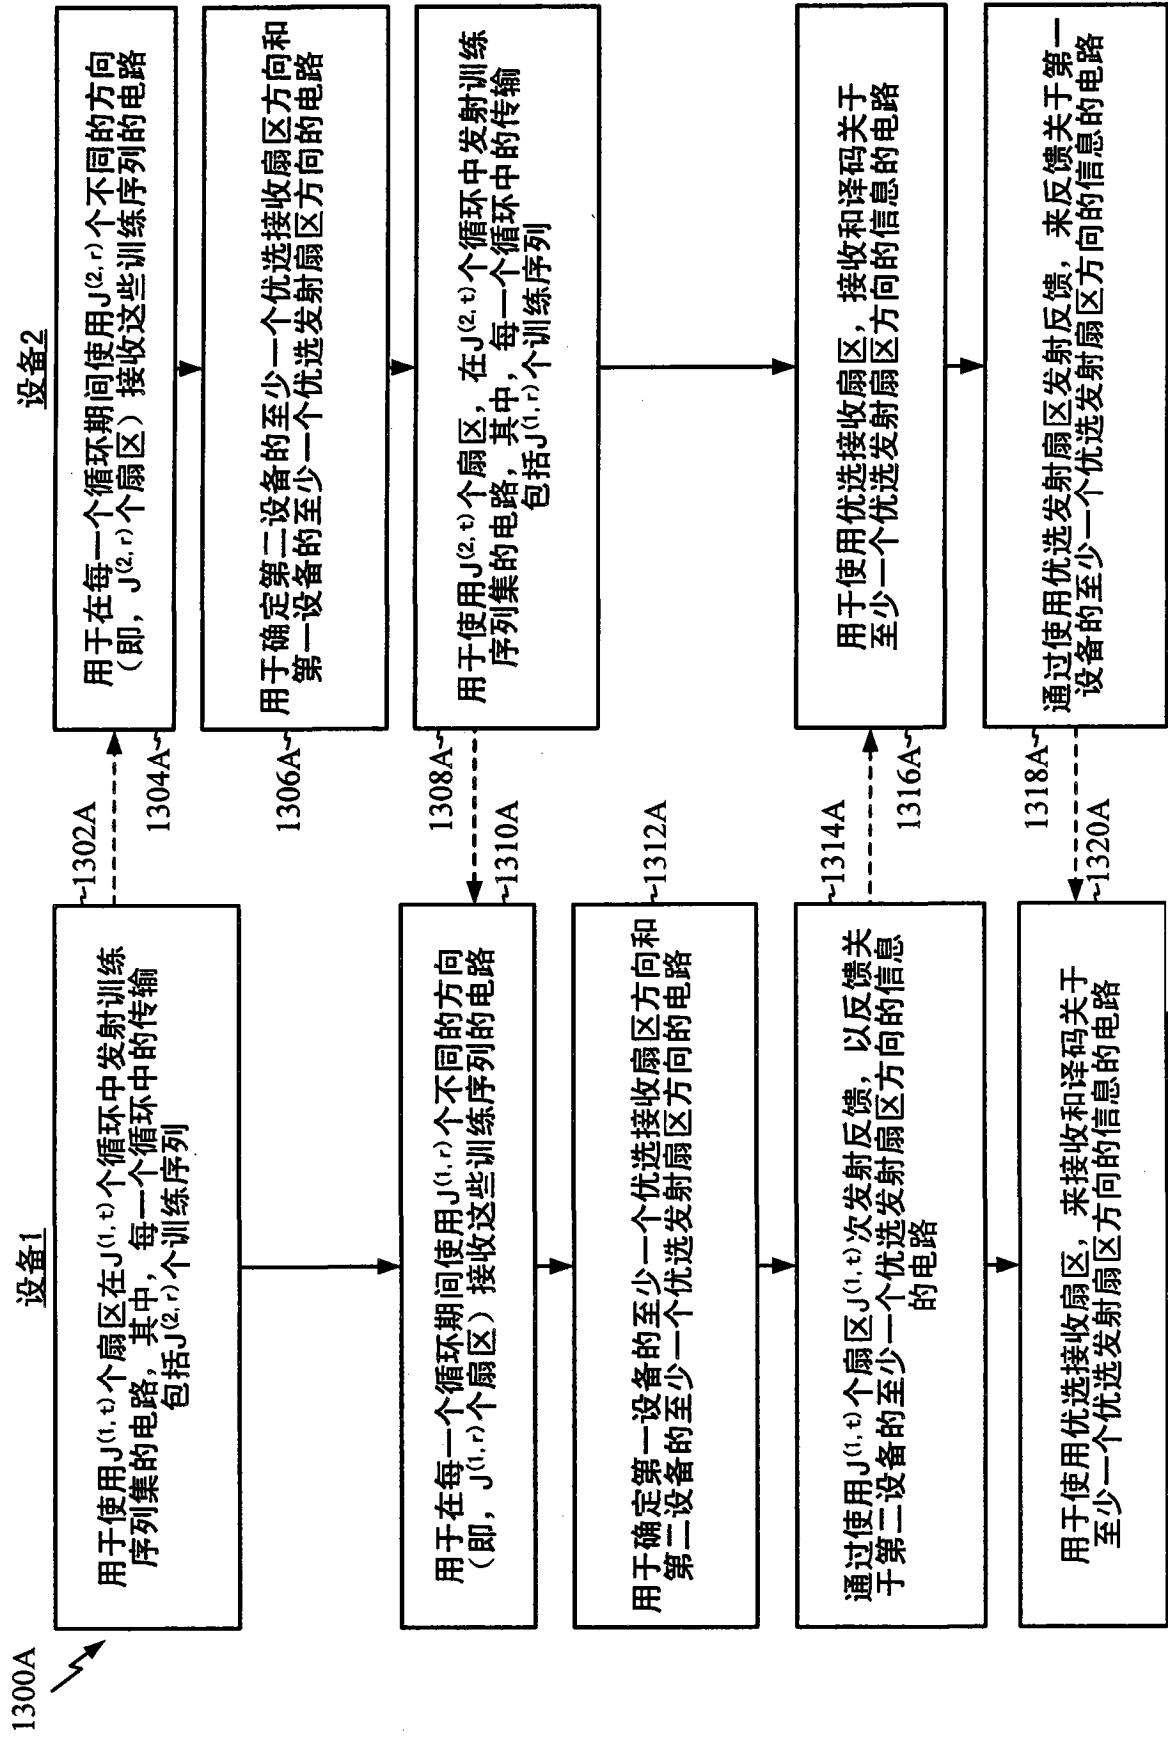 1300A
设备1
设备2
用于使用J(1, t)个扇区在J(1, t)个循环中发射训练
序列集的电路，其中，每一个循环中的传输
包括J(2, r)个训练序列
1302A
用于在每一个循环期间使用J(2, r)个不同的方向
（即，J(2, r)个扇区）接收这些训练序列的电路
1304A
用于确定第二设备的至少一个优选接收扇区方向和
第一设备的至少一个优选发射扇区方向的电路
1306A
用于使用J(2, t)个扇区，在J(2, t)个循环中发射训练
序列集的电路，其中，每一个循环中的传输
包括J(1, r)个训练序列
1308A
用于在每一个循环期间使用J(1, r)个不同的方向
（即，J(1, r)个扇区）接收这些训练序列的电路
1310A
用于确定第一设备的至少一个优选接收扇区方向和
第二设备的至少一个优选发射扇区方向的电路
1312A
通过使用J(1, t)个扇区J(1, t)次发射反馈，以反馈关
于第二设备的至少一个优选发射扇区方向的信息
的电路
1314A
用于使用优选接收扇区，接收和译码关于
至少一个优选发射扇区方向的信息的电路
1316A
通过使用优选发射扇区发射反馈，来反馈关于第一
设备的至少一个优选发射扇区方向的信息的电路
1318A
用于使用优选接收扇区，来接收和译码关于
至少一个优选发射扇区方向的信息的电路
1320A